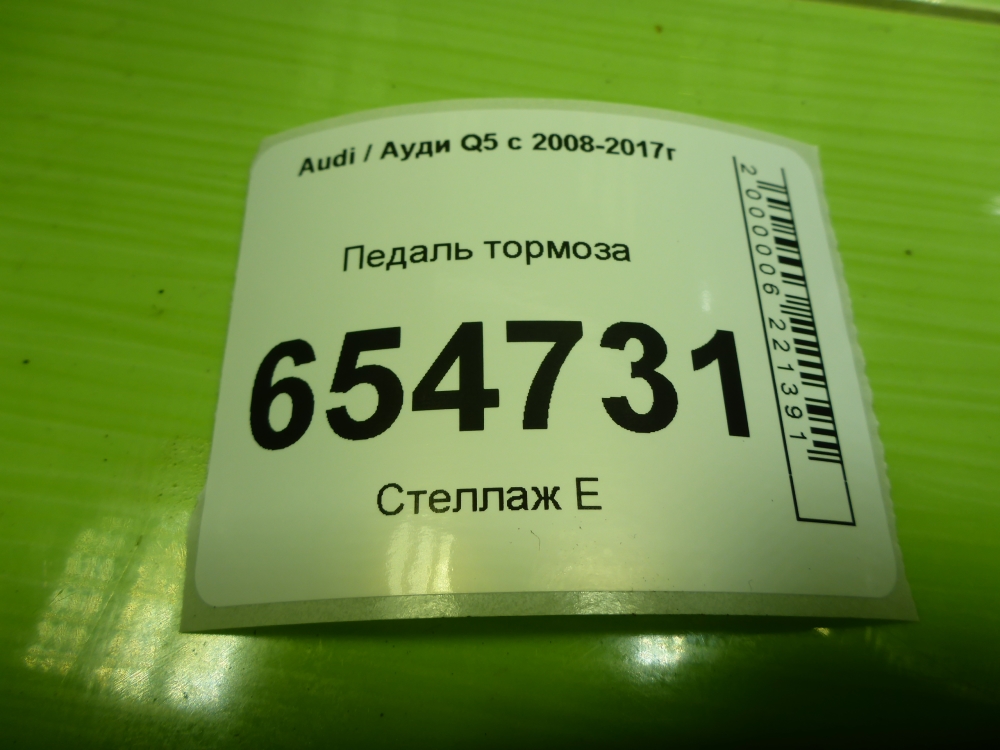 Audi / Ауди Q5 с 2008-2017г
Педаль тормоза
654731
Стеллаж Е
2000006221391